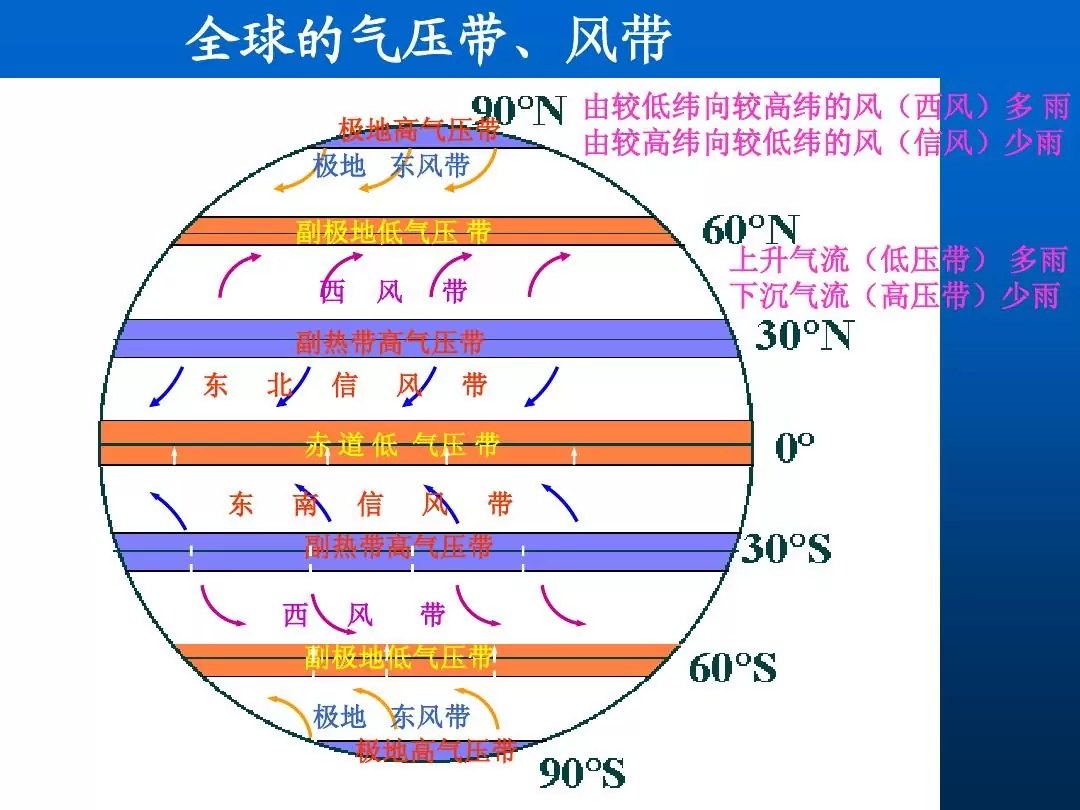 全球的气压带、风带
90°N
由较低纬向较高纬的风（西风）多 雨
由较高纬向较低纬的风（信风）少雨
极地高气压带
极地 东风带
60°N
副极地低气压 带
上升气流（低压带） 多雨
下沉气流（高压带）少雨
西 风 带
30°N
副热带高气压带
东 北 信 风 带
赤 道 低 气压 带
0°
东 南 信 风 带
副热带高气压带
30°S
西 风 带
副极地低气压带
60°S
极地 东风带
极地高气压带
90°S